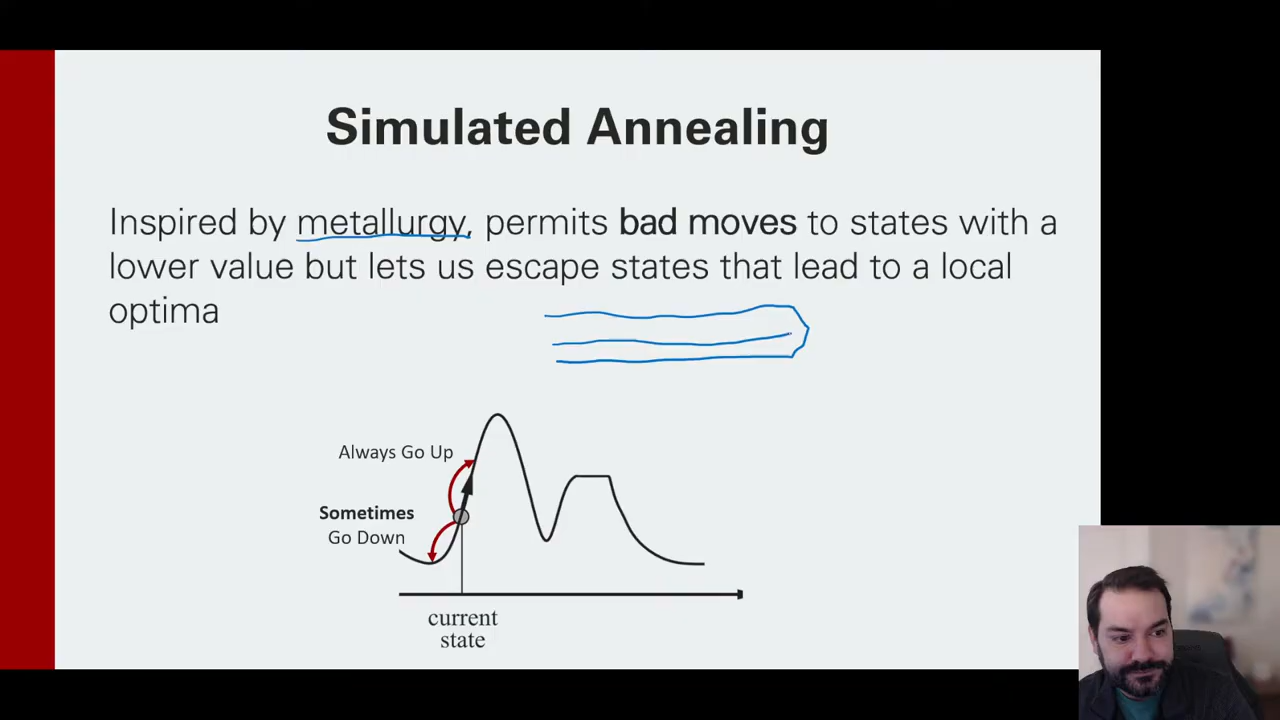 Simulated Annealing
Inspired by metallurgy, permits bad moves to states with a
lower value but lets us escape states that lead to a local
optima
Always Go Up
Sometimes
Go Down
current
state